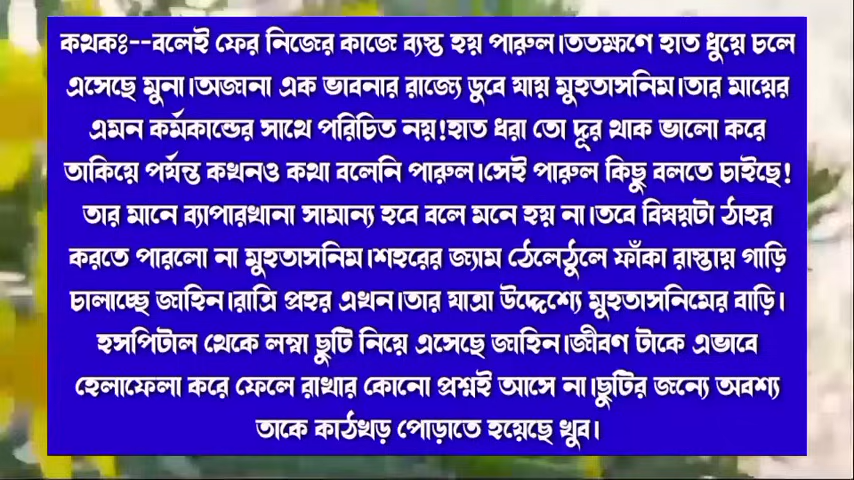 কথকঃ--বলেই ফের নিজের কাজে ব্যস্ত হয় পারুল।ততক্ষণে হাত ধুয়ে চলে
এসেছে মুনা।অজানা এক ভাবনার রাজ্যে ডুবে যায় মুহতাসনিম।তার মায়ের
এমন কর্মকান্ডের সাথে পরিচিত নয়!হাত ধরা তো দূর থাক ভালো করে
তাকিয়ে পর্যন্ত কখনও কথা বলেনি পারুল।সেই পারুল কিছু বলতে চাইছে!
তার মানে ব্যাপারখানা সামান্য হবে বলে মনে হয় না।তবে বিষয়টা ঠাহর
করতে পারলো না মুহতাসনিম।শহরের জ্যাম ঠেলেঠুলে ফাঁকা রাস্তায় গাড়ি
চালাচ্ছে জাহিন।রাত্রি প্রহর এখন।তার যাত্রা উদ্দেশ্যে মুহতাসনিমের বাড়ি।
হসপিটাল থেকে লম্বা ছুটি নিয়ে এসেছে জাহিন।জীবণ টাকে এভাবে
হেলাফেলা করে ফেলে রাখার কোনো প্রশ্নই আসে না।ছুটির জন্যে অবশ্য
তাকে কাঠখড় পোড়াতে হয়েছে খুব।